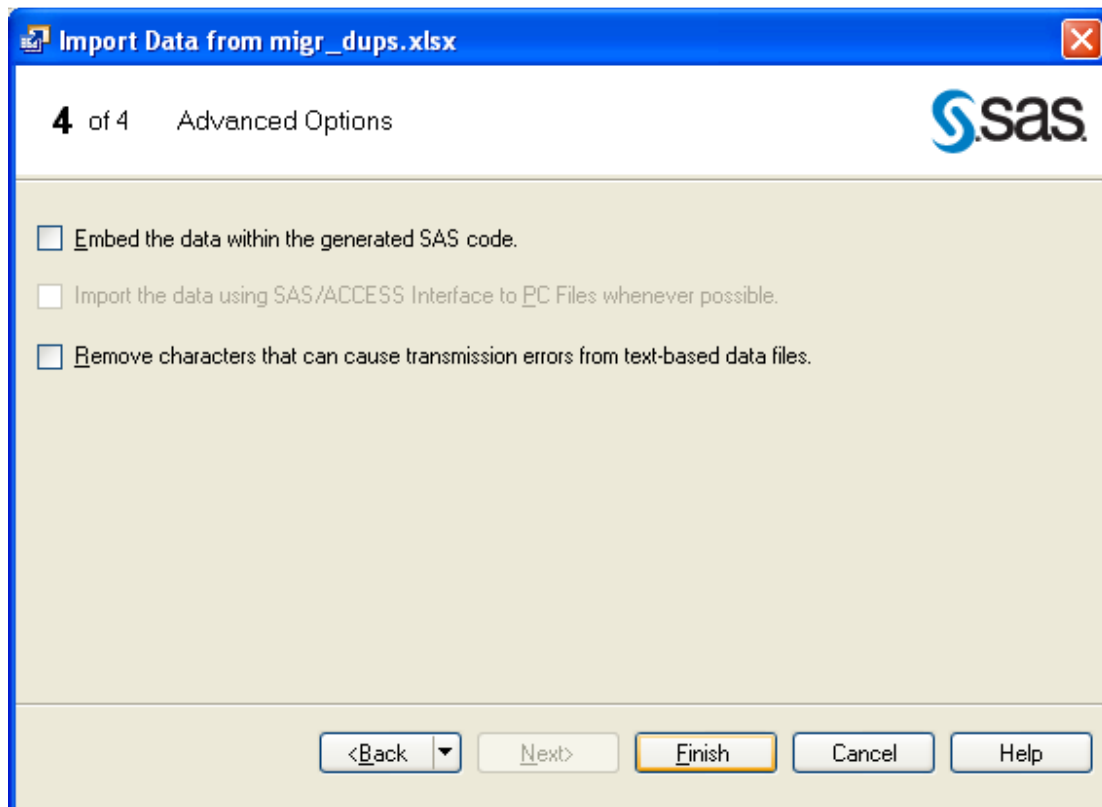 Import Data from migr_dups.xlsx
4 of 4 Advanced Options
sas
Embed the data within the generated SAS code.
Import the data using SAS/ACCESS Interface to PC Files whenever possible.
Remove characters that can cause transmission errors from text-based data files.
<Back Next> Finish Cancel Help